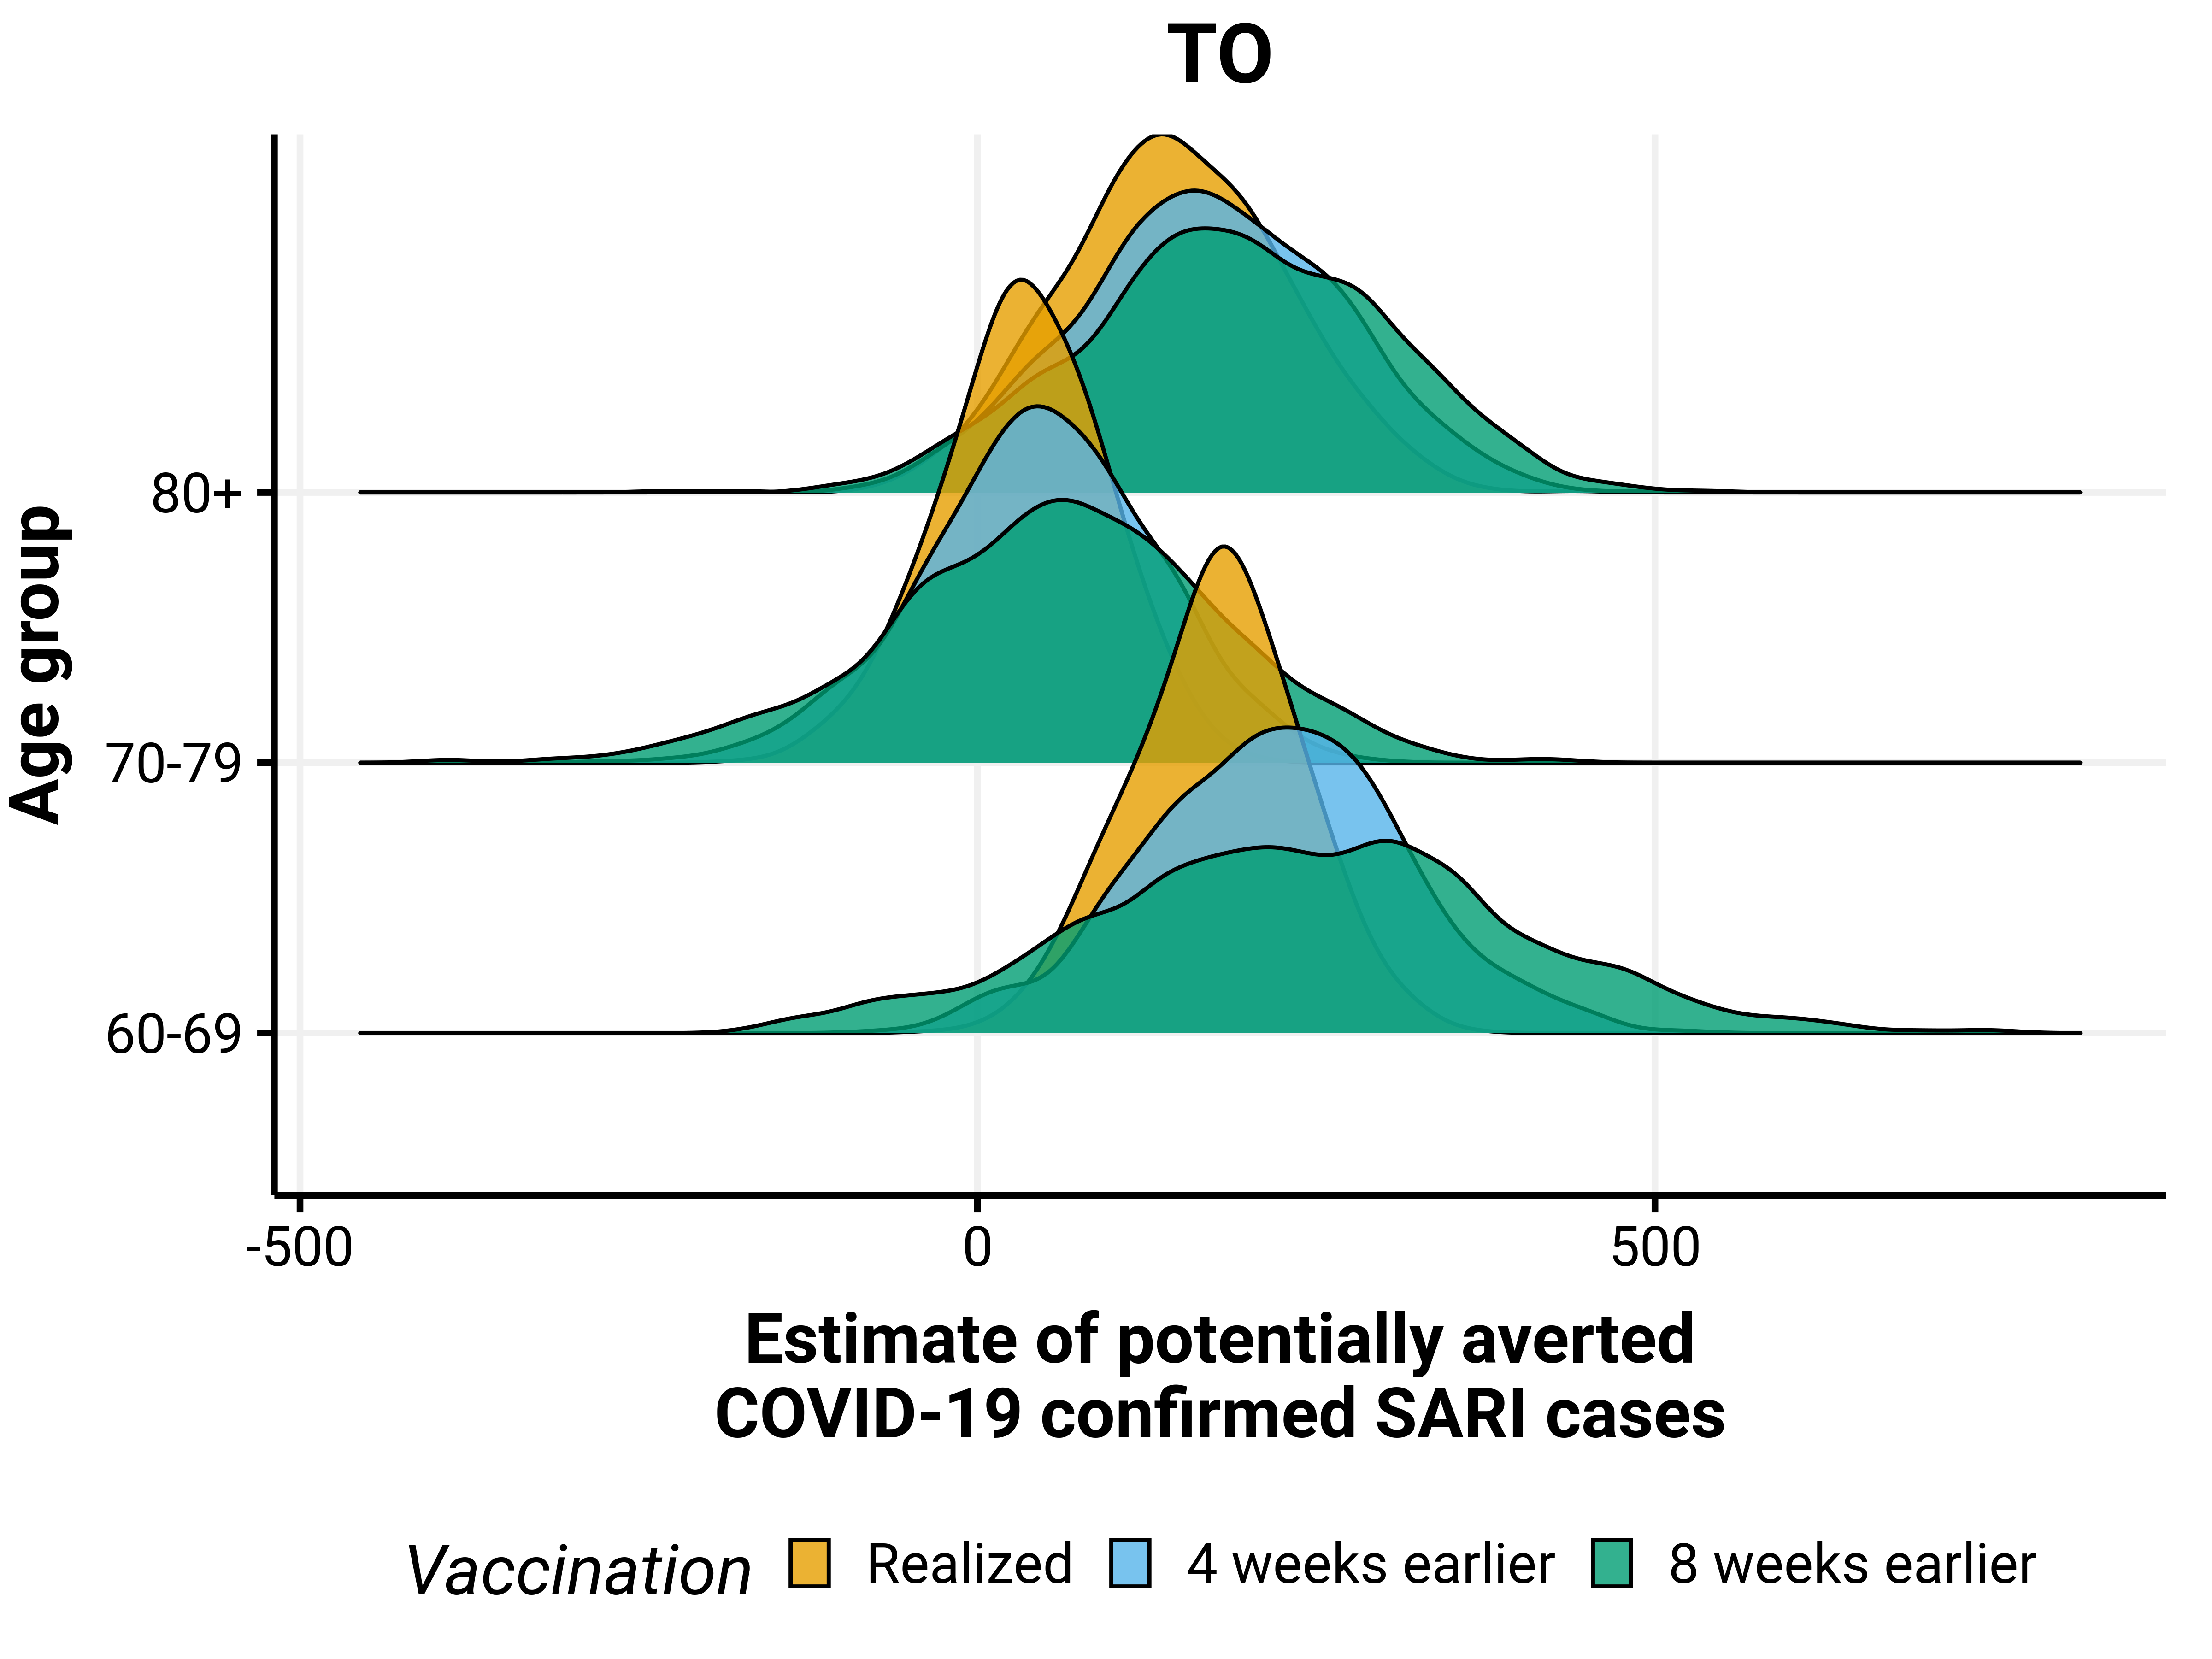 TO
Age group
80+
70-79
60-69
-500 0 500
Estimate of potentially averted
COVID-19 confirmed SARI cases
Vaccination Realized 4 weeks earlier 8 weeks earlier